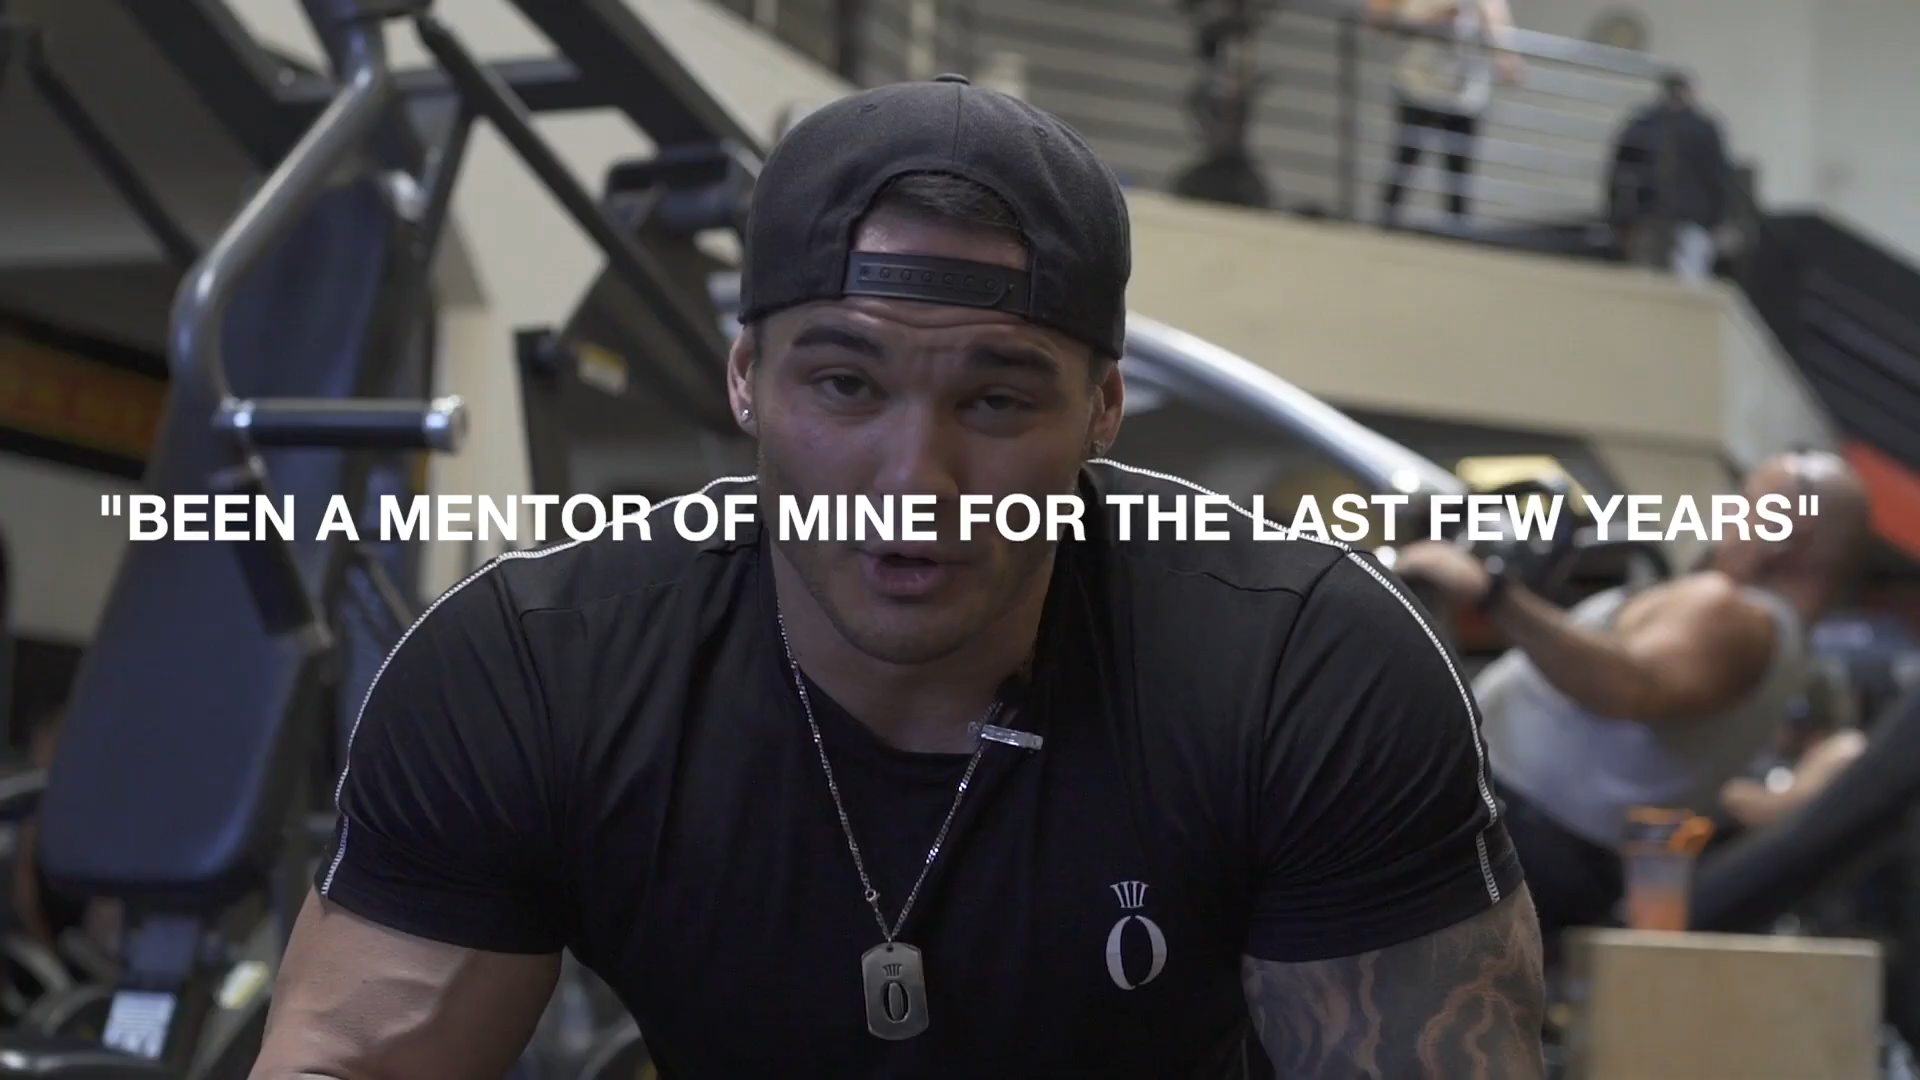 "BEEN A MENTOR OF MINE FOR THE LAST FEW YEARS"